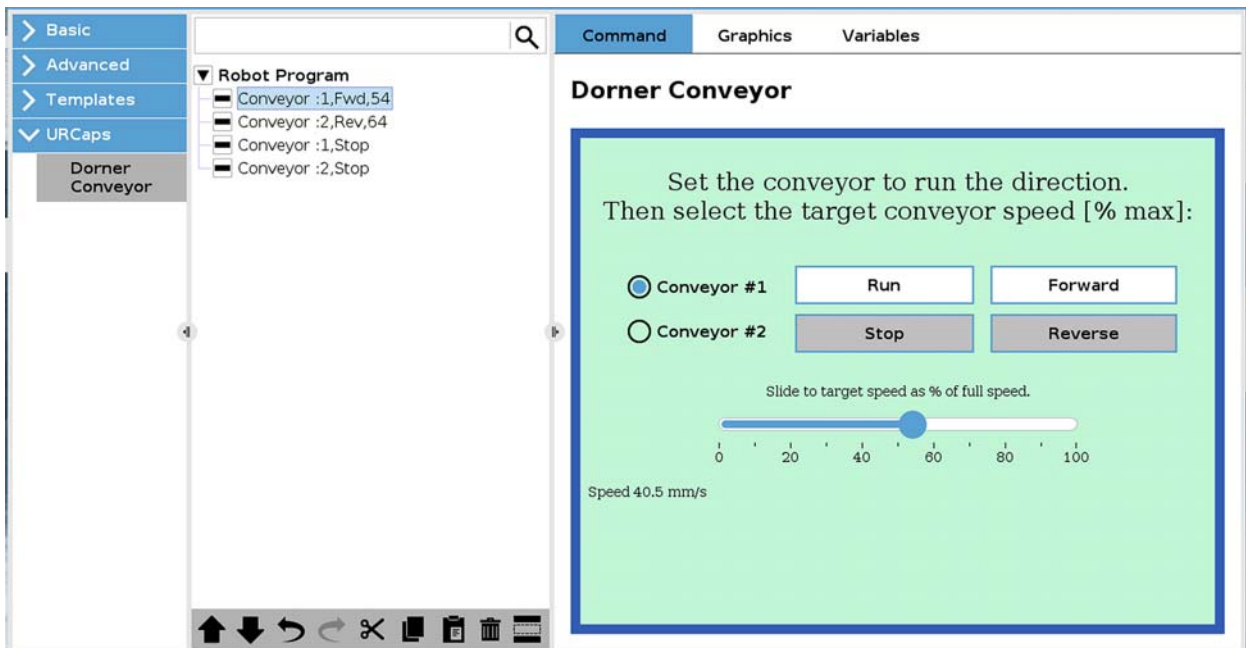 Basic
Advanced
Templates
URCaps
Dorner
Conveyor
Robot Program
Conveyor :1,Fwd,54
Conveyor :2,Rev,64
Conveyor :1,Stop
Conveyor :2,Stop
Command Graphics Variables
Dorner Conveyor
Set the conveyor to run the direction.
Then select the target conveyor speed [% max]:
Conveyor #1 Run Forward
Conveyor #2 Stop Reverse
Slide to target speed as % of full speed.
0 20 40 60 80 100
Speed 40.5 mm/s